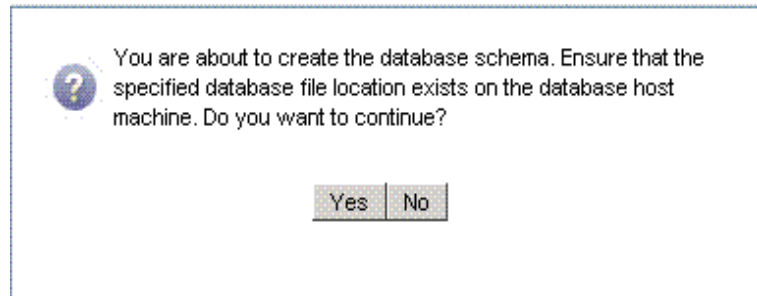 You are about to create the database schema. Ensure that the
specified database file location exists on the database host
machine. Do you want to continue?
Yes No